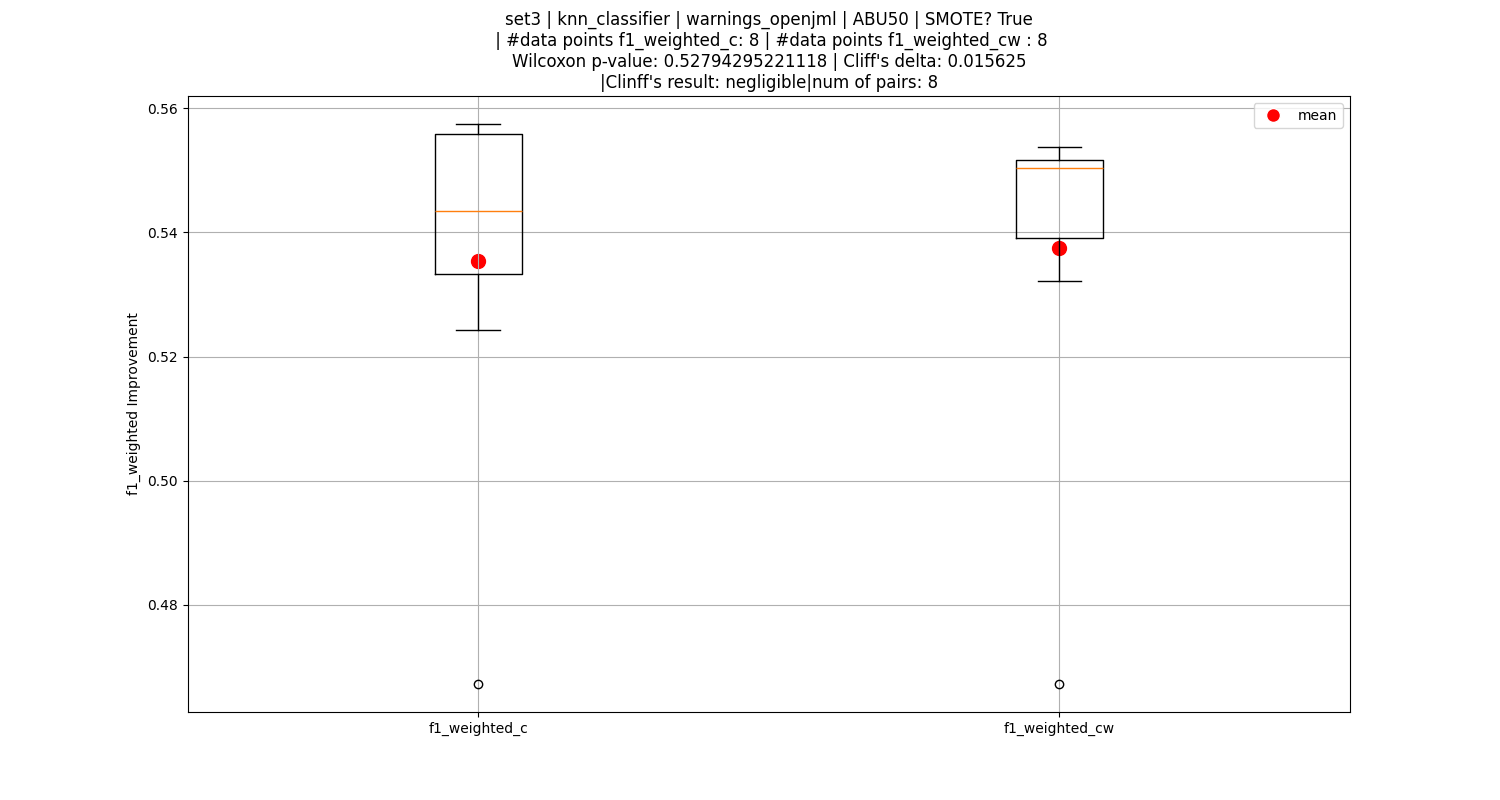 set3 | knn_classifier | warnings_openjml | ABU50 | SMOTE? True
| #data points f1_weighted_c: 8 | #data points f1_weighted_cw : 8
Wilcoxon p-value: 0.52794295221118 | Cliff's delta: 0.015625
|Clinff's result: negligible|num of pairs: 8
mean
0.56
0.54
0.52
0.50
0.48
f1_weighted Improvement
f1_weighted_c
f1_weighted_cw